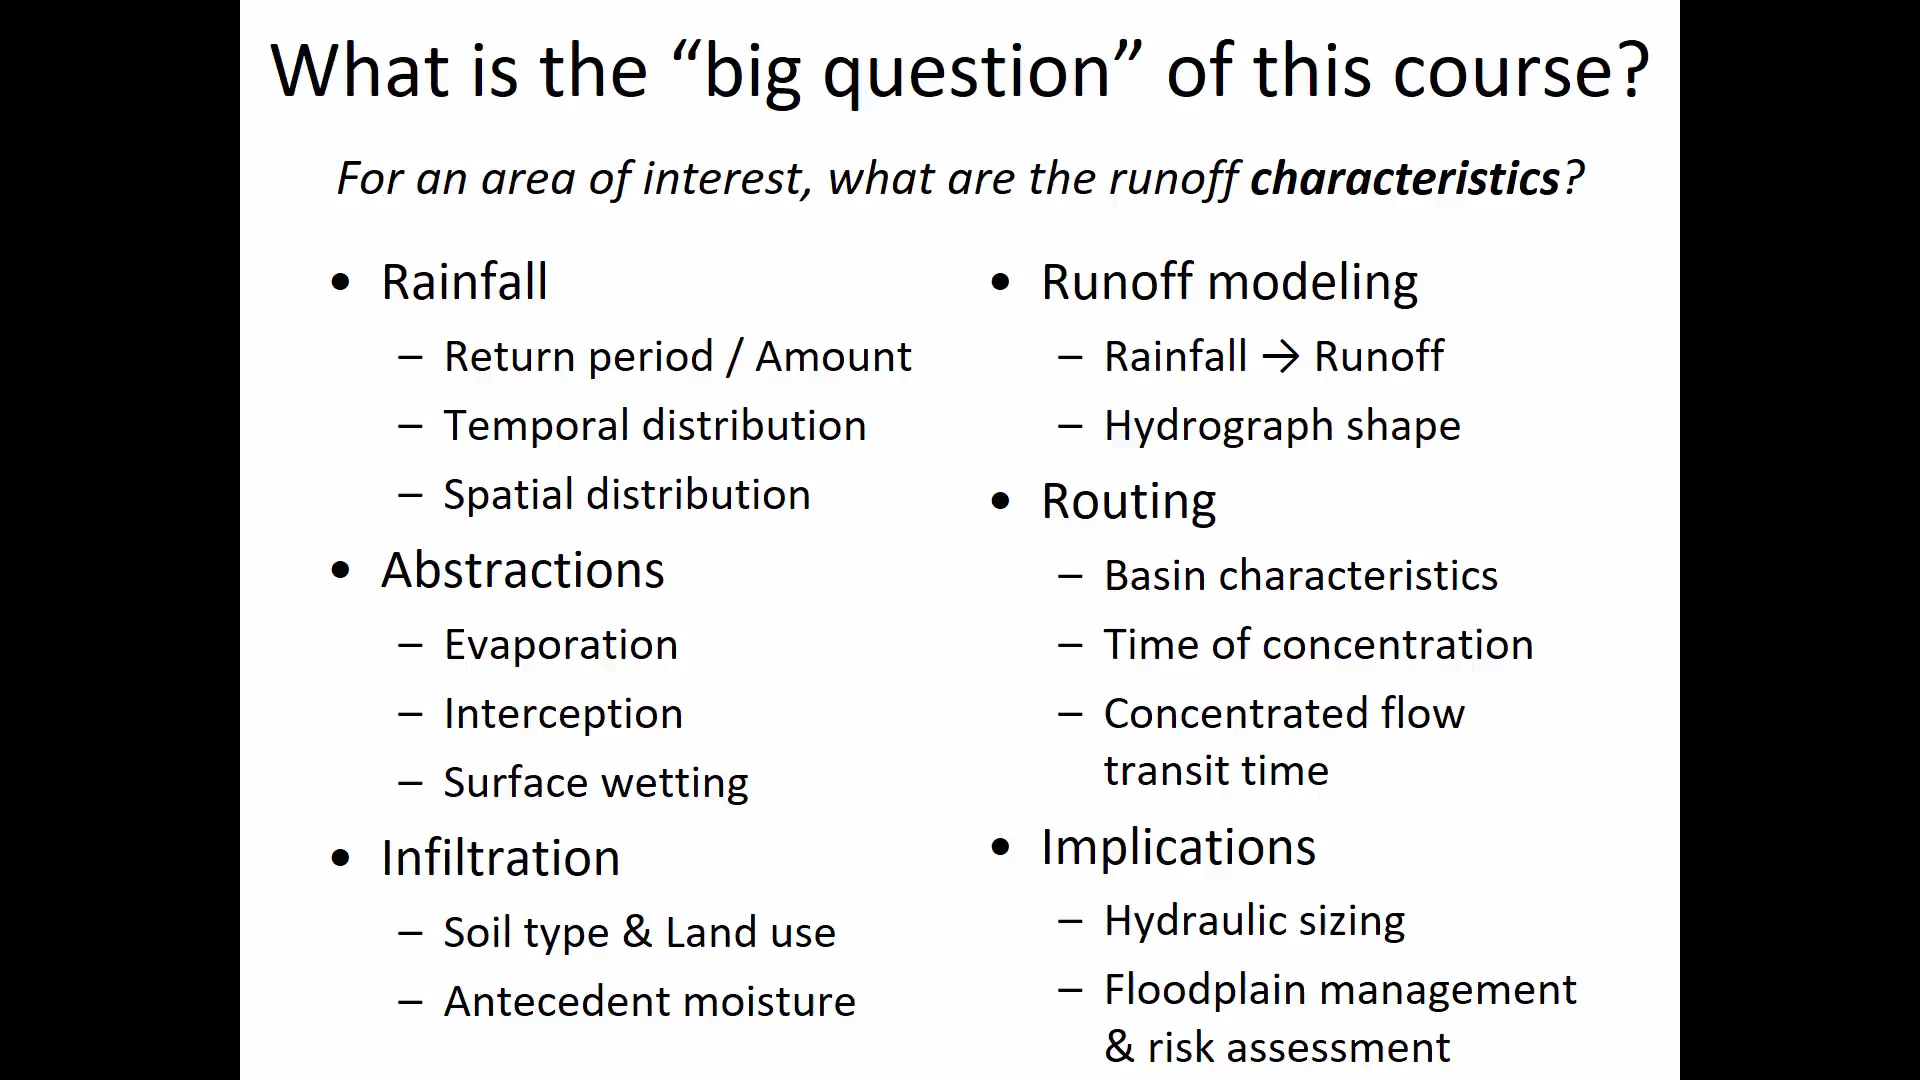 What is the “big question” of this course?
For an area of interest, what are the runoff characteristics?
• Rainfall
– Return period / Amount
– Temporal distribution
– Spatial distribution
• Abstractions
– Evaporation
– Interception
– Surface wetting
• Infiltration
– Soil type & Land use
– Antecedent moisture
• Runoff modeling
– Rainfall → Runoff
– Hydrograph shape
• Routing
– Basin characteristics
– Time of concentration
– Concentrated flow
transit time
• Implications
– Hydraulic sizing
– Floodplain management
& risk assessment